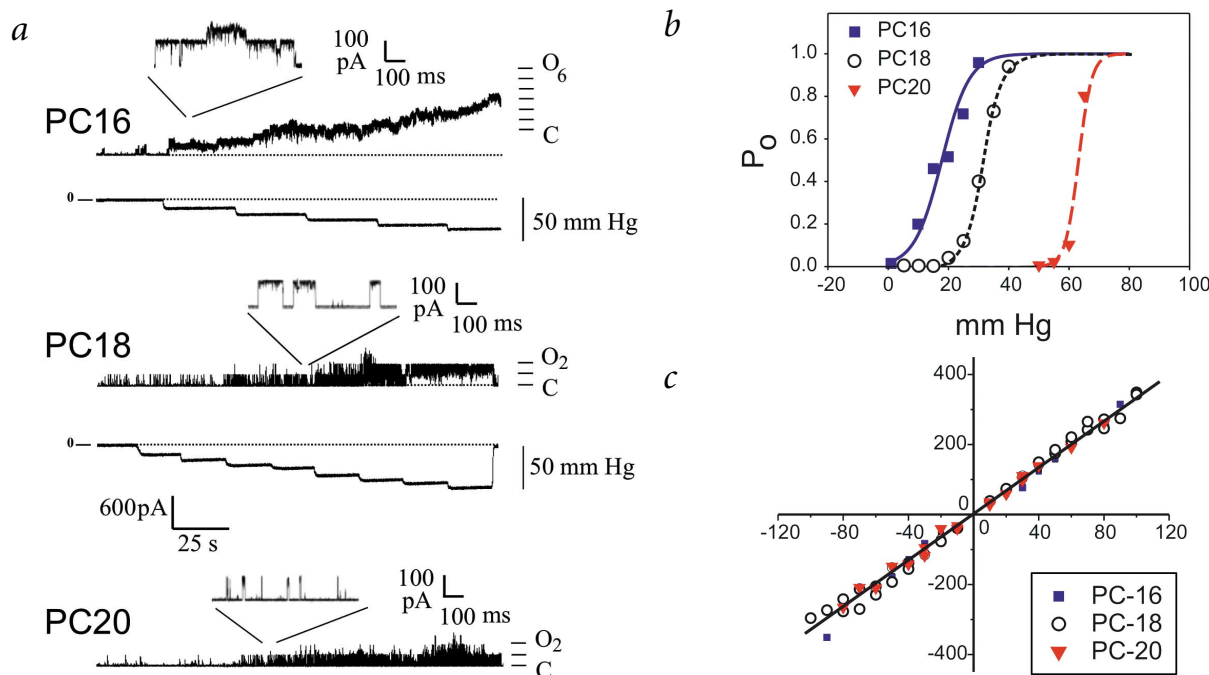 a
100
pA
100 ms
O6
C
PC16
0
50 mm Hg
100
pA
100 ms
PC18
O2
C
0
50 mm Hg
600pA
25 s
100
pA
100 ms
PC20
O2
C
b
PC16
PC18
PC20
1.0
0.8
0.6
0.4
0.2
0.0
Po
-20 0 20 40 60 80 100
mm Hg
c
400
200
0
-120 -80 -40 0 40 80 120
-200
-400
PC-16
PC-18
PC-20